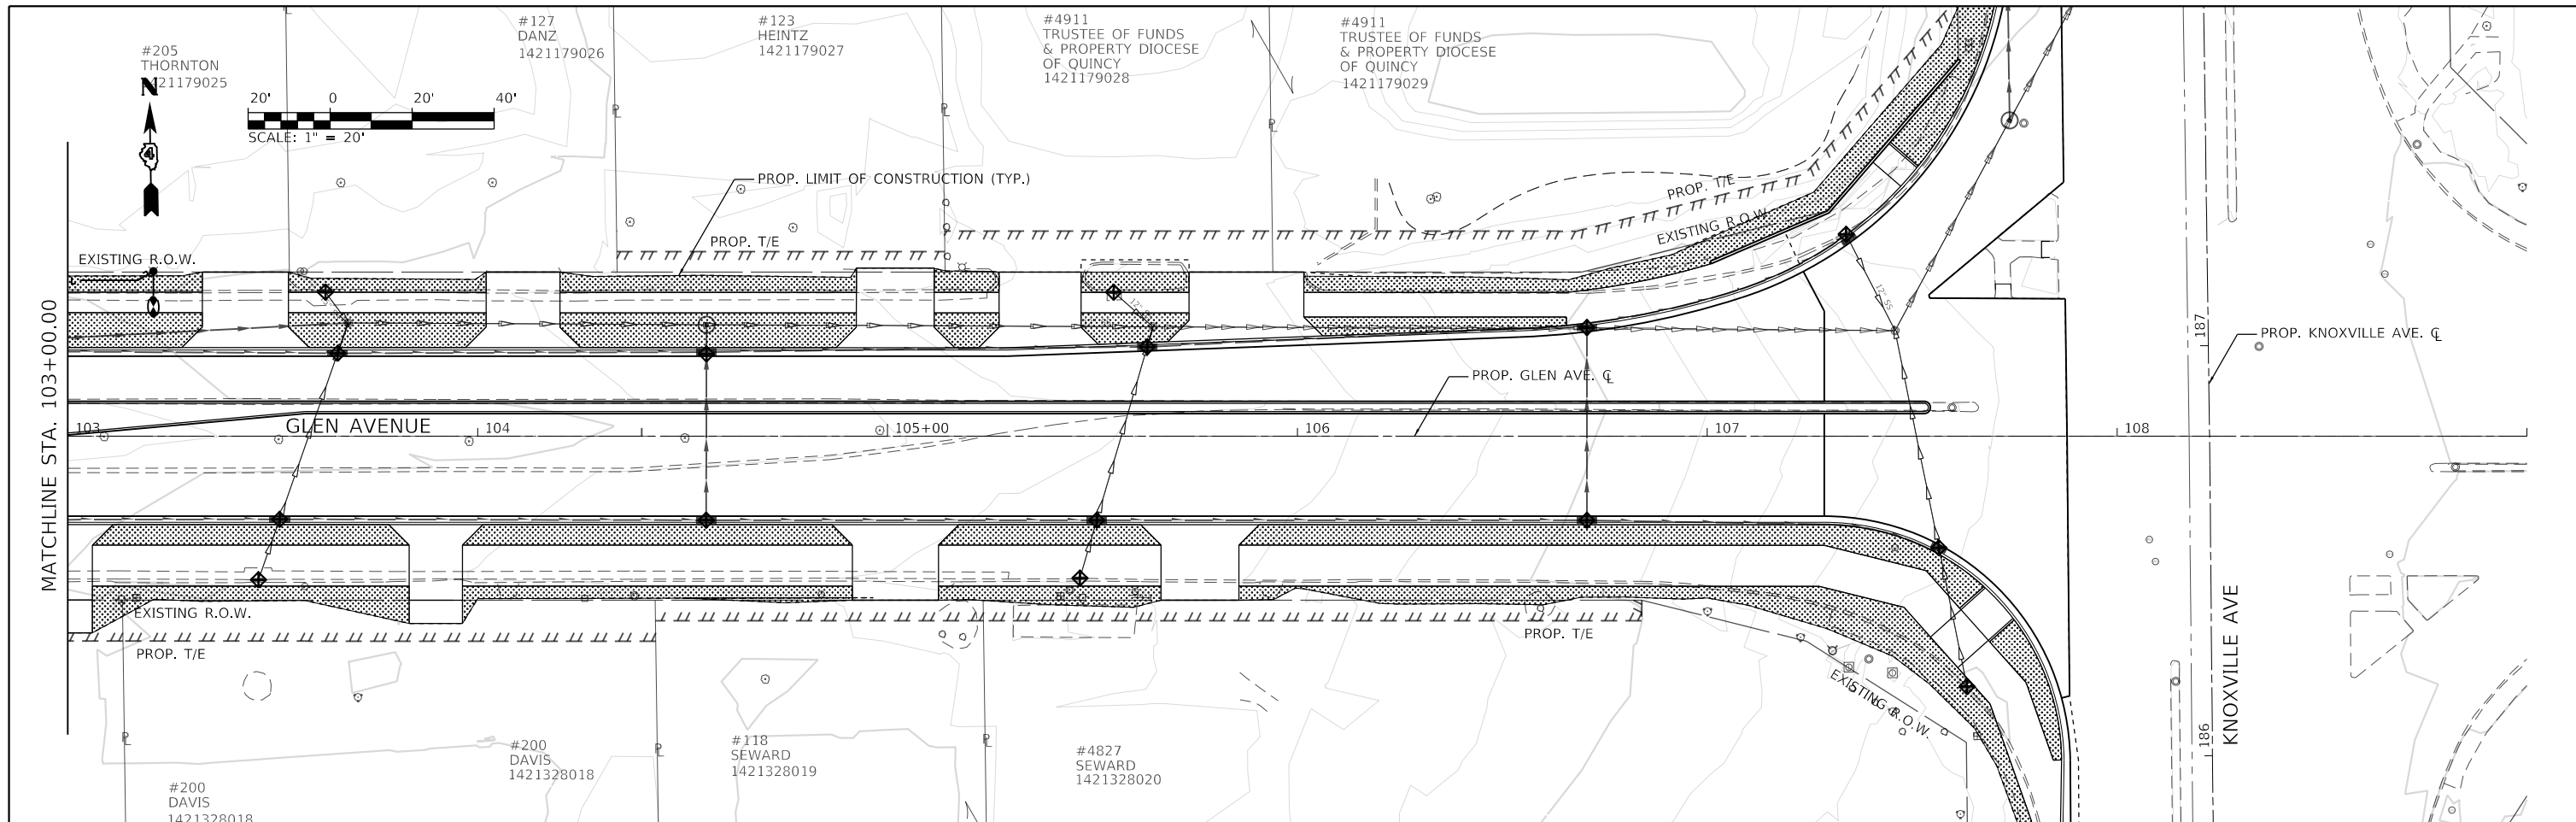 #205
THORNTON
1421179025
#127
DANZ
1421179026
#123
HEINTZ
1421179027
#4911
TRUSTEE OF FUNDS
& PROPERTY DIOCESE
OF QUINCY
1421179028
#4911
TRUSTEE OF FUNDS
& PROPERTY DIOCESE
OF QUINCY
1421179029
N
4
20' 0 20' 40'
SCALE: 1" = 20'
PROP. LIMIT OF CONSTRUCTION (TYP.)
PROP. T/E
PROP. T/E
EXISTING R.O.W.
EXISTING R.O.W.
12" SS
187
PROP. KNOXVILLE AVE. ℄
PROP. GLEN AVE. ℄
MATCHLINE STA. 103+00.00
GLEN AVENUE
103 104 105+00 106 107 108
EXISTING R.O.W.
PROP. T/E
PROP. T/E
EXISTING R.O.W.
186
KNOXVILLE AVE
#200
DAVIS
1421328018
#200
DAVIS
1421328018
#118
SEWARD
1421328019
#4827
SEWARD
1421328020